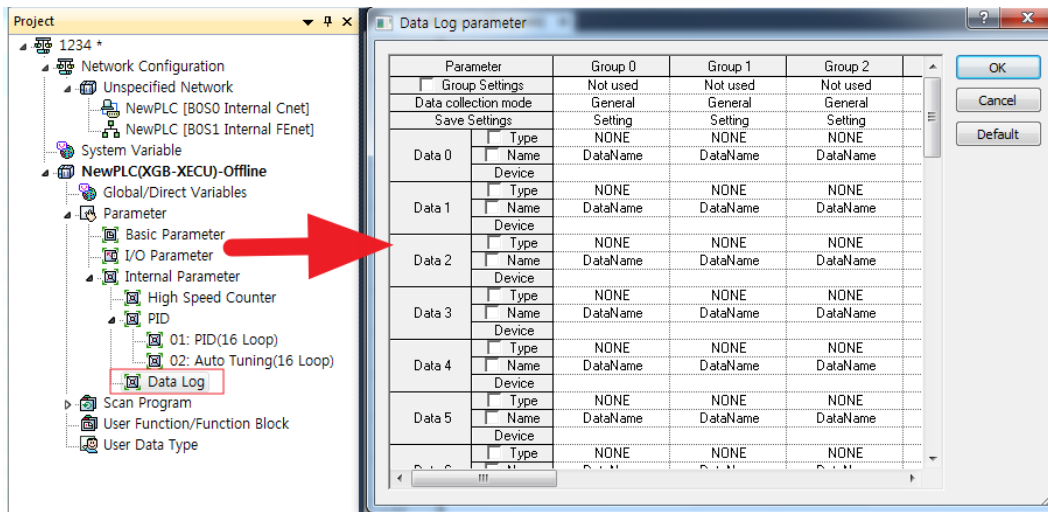 Project
1234 *
Network Configuration
Unspecified Network
NewPLC [B0S0 Internal Cnet]
NewPLC [B0S1 Internal FEnet]
System Variable
NewPLC(XGB-XECU)-Offline
Global/Direct Variables
Parameter
Basic Parameter
I/O Parameter
Internal Parameter
High Speed Counter
PID
01: PID(16 Loop)
02: Auto Tuning(16 Loop)
Data Log
Scan Program
User Function/Function Block
User Data Type
Data Log parameter
Parameter Group 0 Group 1 Group 2
Group Settings Not used Not used Not used
Data collection mode General General General
Save Settings Setting Setting Setting
Data 0 Type NONE NONE NONE
Name DataName DataName DataName
Device
Data 1 Type NONE NONE NONE
Name DataName DataName DataName
Device
Data 2 Type NONE NONE NONE
Name DataName DataName DataName
Device
Data 3 Type NONE NONE NONE
Name DataName DataName DataName
Device
Data 4 Type NONE NONE NONE
Name DataName DataName DataName
Device
Data 5 Type NONE NONE NONE
Name DataName DataName DataName
Device
Type NONE NONE NONE
OK
Cancel
Default